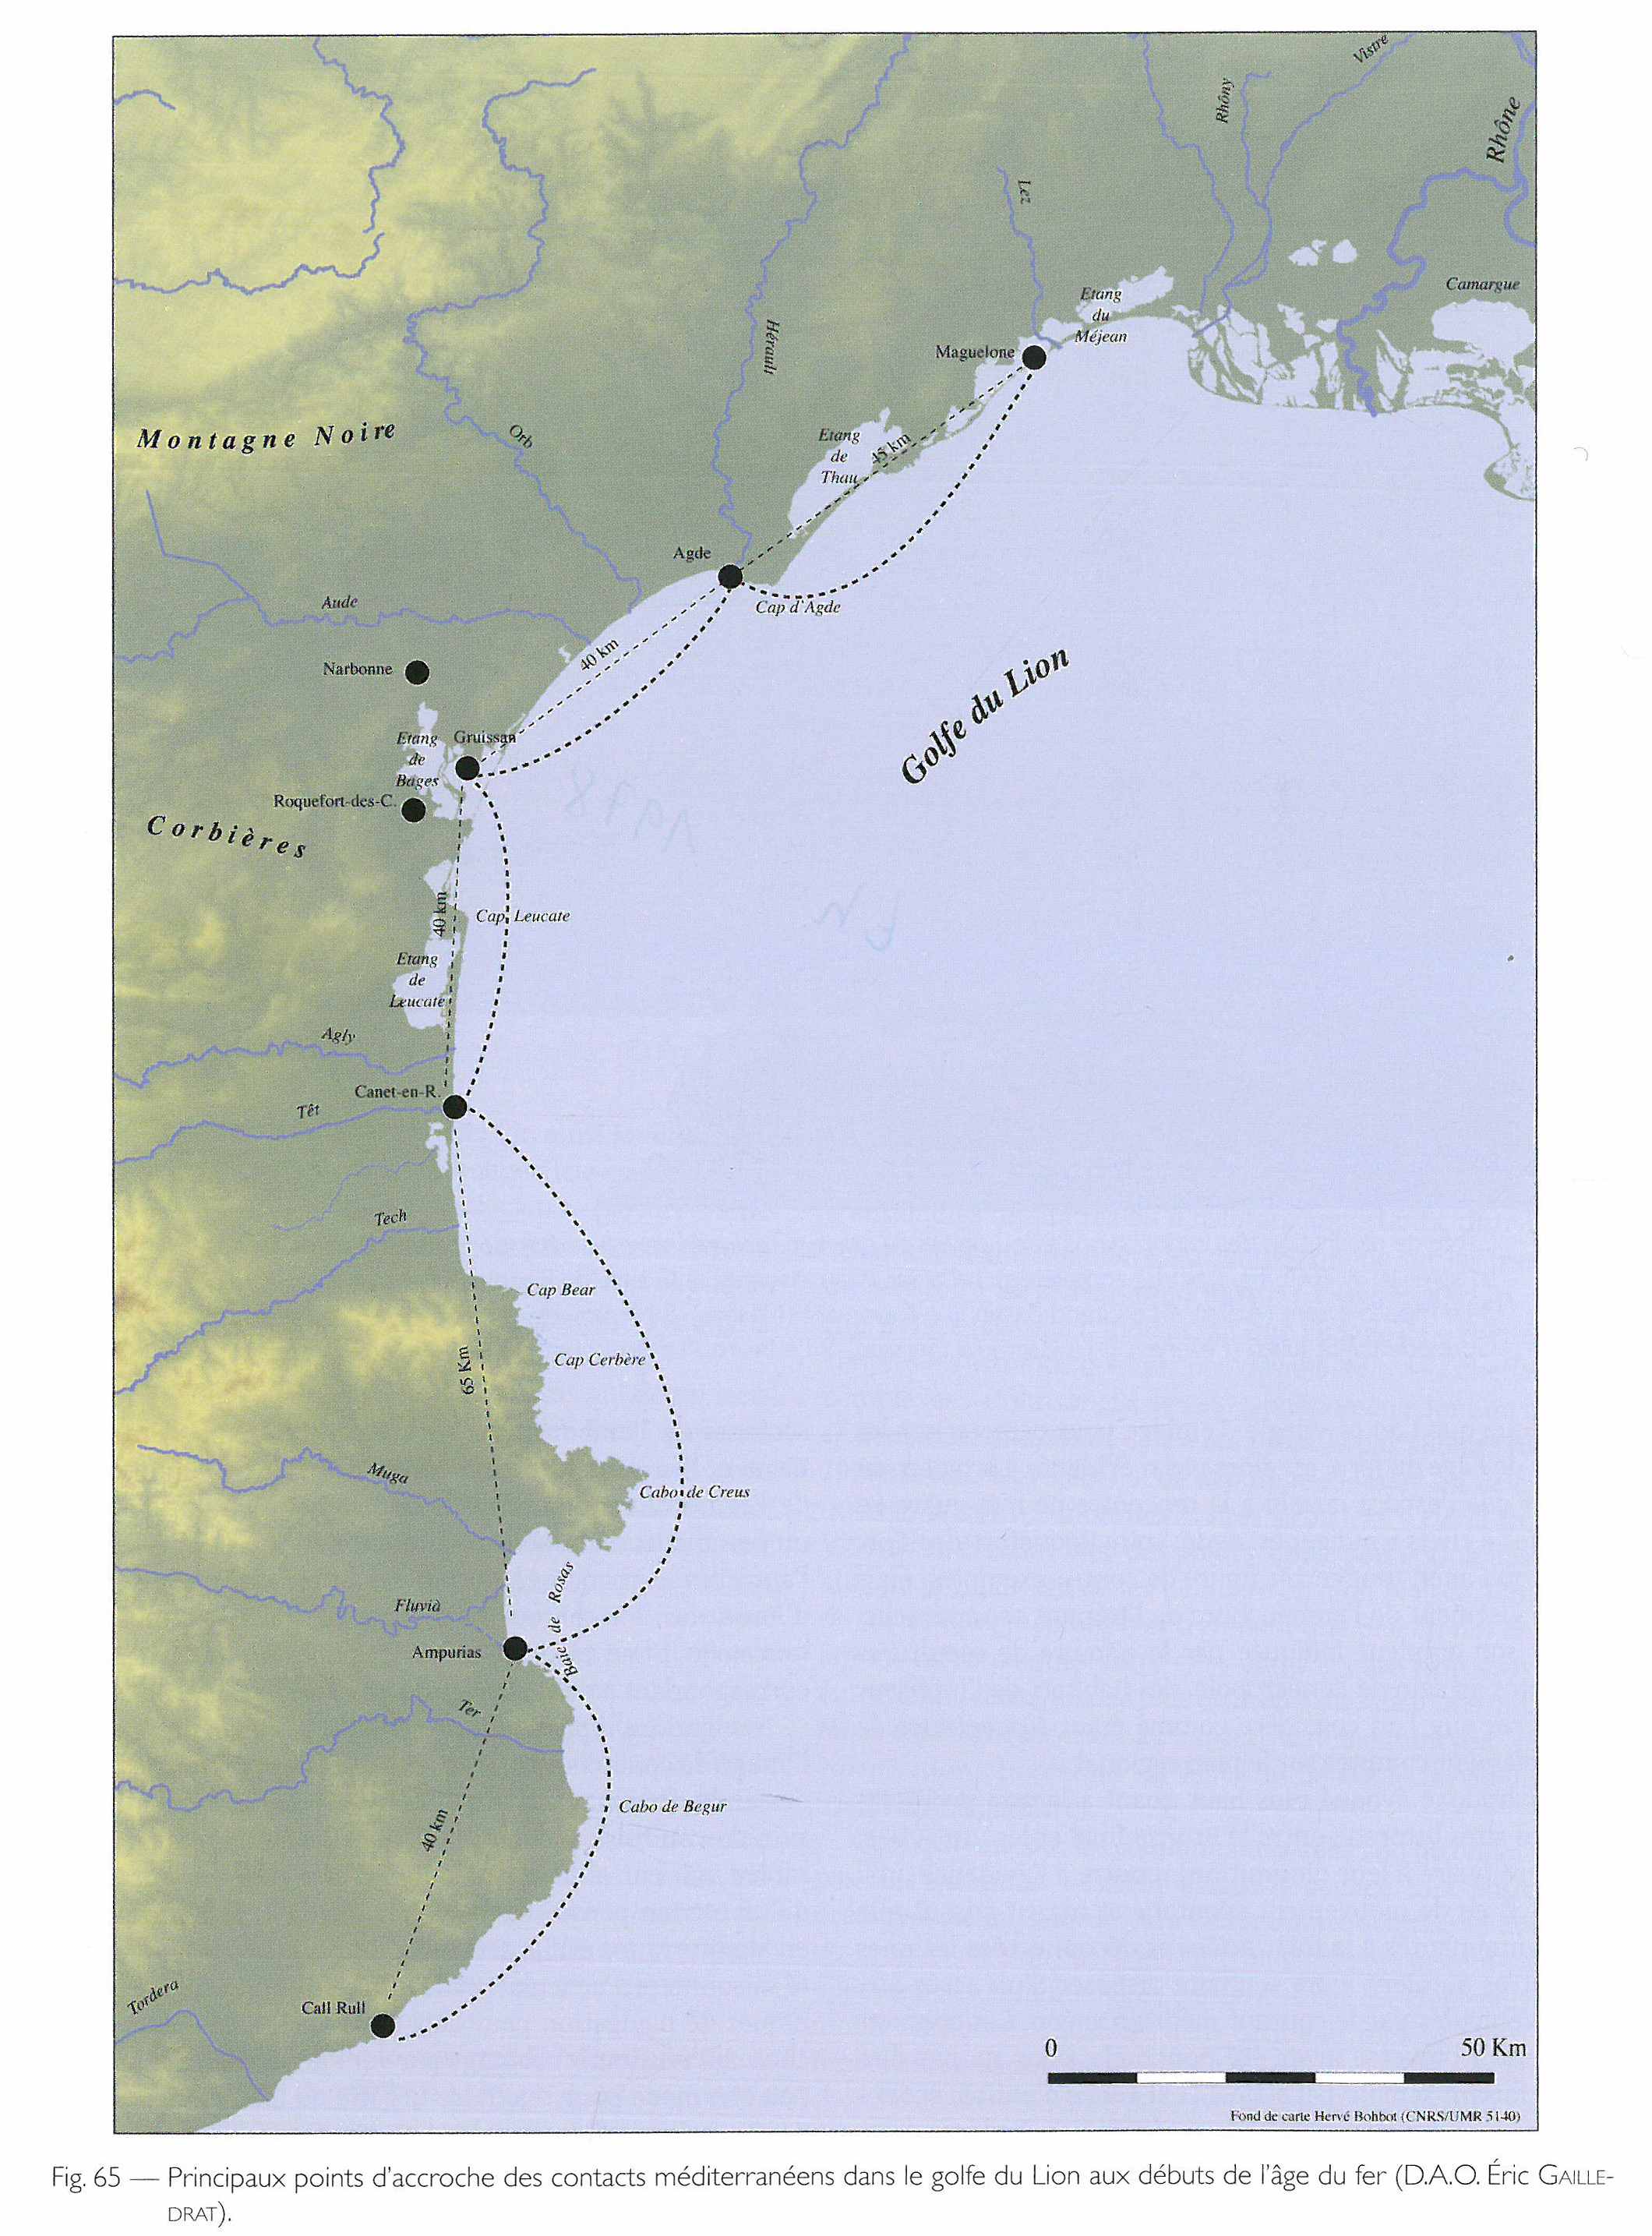 Vistre
Rhôny
Rhône
Lez
Camargue
Etang
du
Méjean
Maguelone
Hérault
Montagne Noire
Orb
Etang
de
Thau
45 km
Agde
Cap d'Agde
Aude
40 km
Narbonne
Golfe du Lion
Etang
de
Bages
Gruissan
Roquefort-des-C.
Corbières
40 km
Cap Leucate
Etang
de
Leucate
Agly
Canet-en-R.
Têt
Tech
Cap Bear
65 Km
Cap Cerbère
Muga
Cabo de Creus
Baie de Rosas
Fluvià
Ampurias
Ter
Cabo de Begur
40 km
Tordera
Call Rull
0 50 Km
Fond de carte Hervé Bohbot (CNRS/UMR 5140)
Fig. 65 — Principaux points d'accroche des contacts méditerranéens dans le golfe du Lion aux débuts de l'âge du fer (D.A.O. Éric GAILLE-
DRAT).